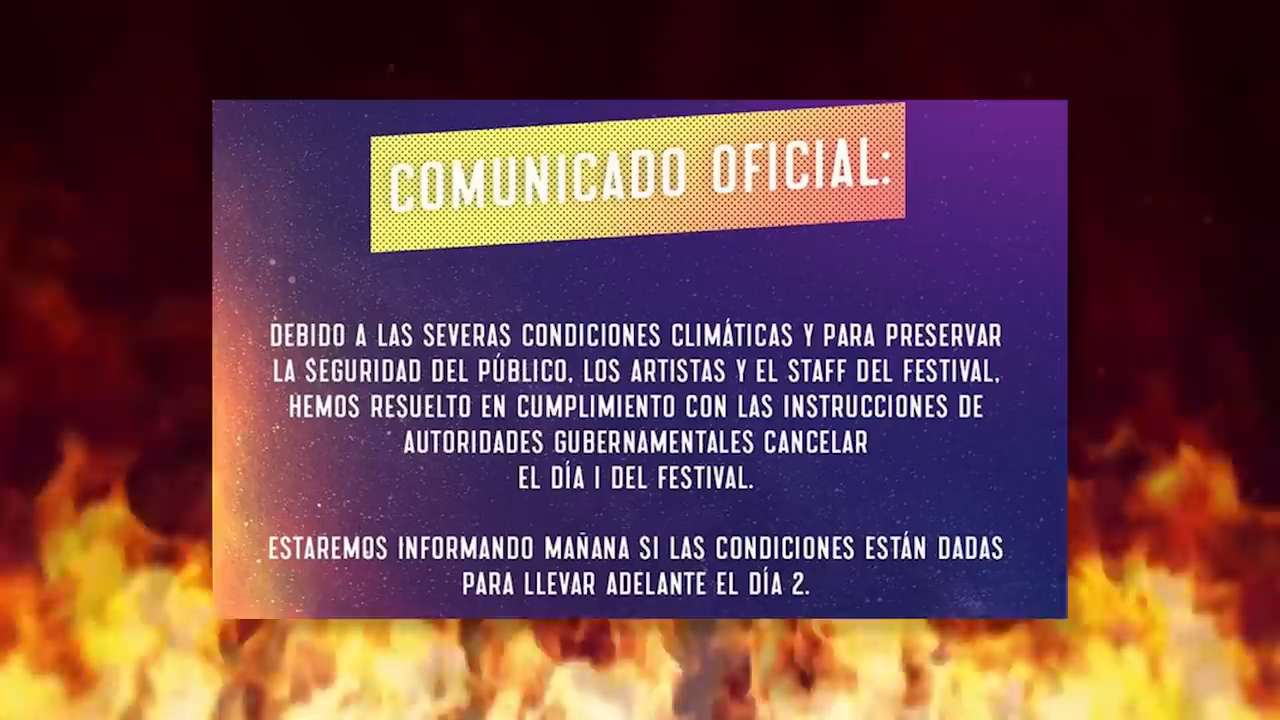 COMUNICADO OFICIAL:
DEBIDO A LAS SEVERAS CONDICIONES CLIMÁTICAS Y PARA PRESERVAR
LA SEGURIDAD DEL PÚBLICO, LOS ARTISTAS Y EL STAFF DEL FESTIVAL,
HEMOS RESUELTO EN CUMPLIMIENTO CON LAS INSTRUCCIONES DE
AUTORIDADES GUBERNAMENTALES CANCELAR
EL DÍA 1 DEL FESTIVAL.
ESTAREMOS INFORMANDO MAÑANA SI LAS CONDICIONES ESTÁN DADAS
PARA LLEVAR ADELANTE EL DÍA 2.